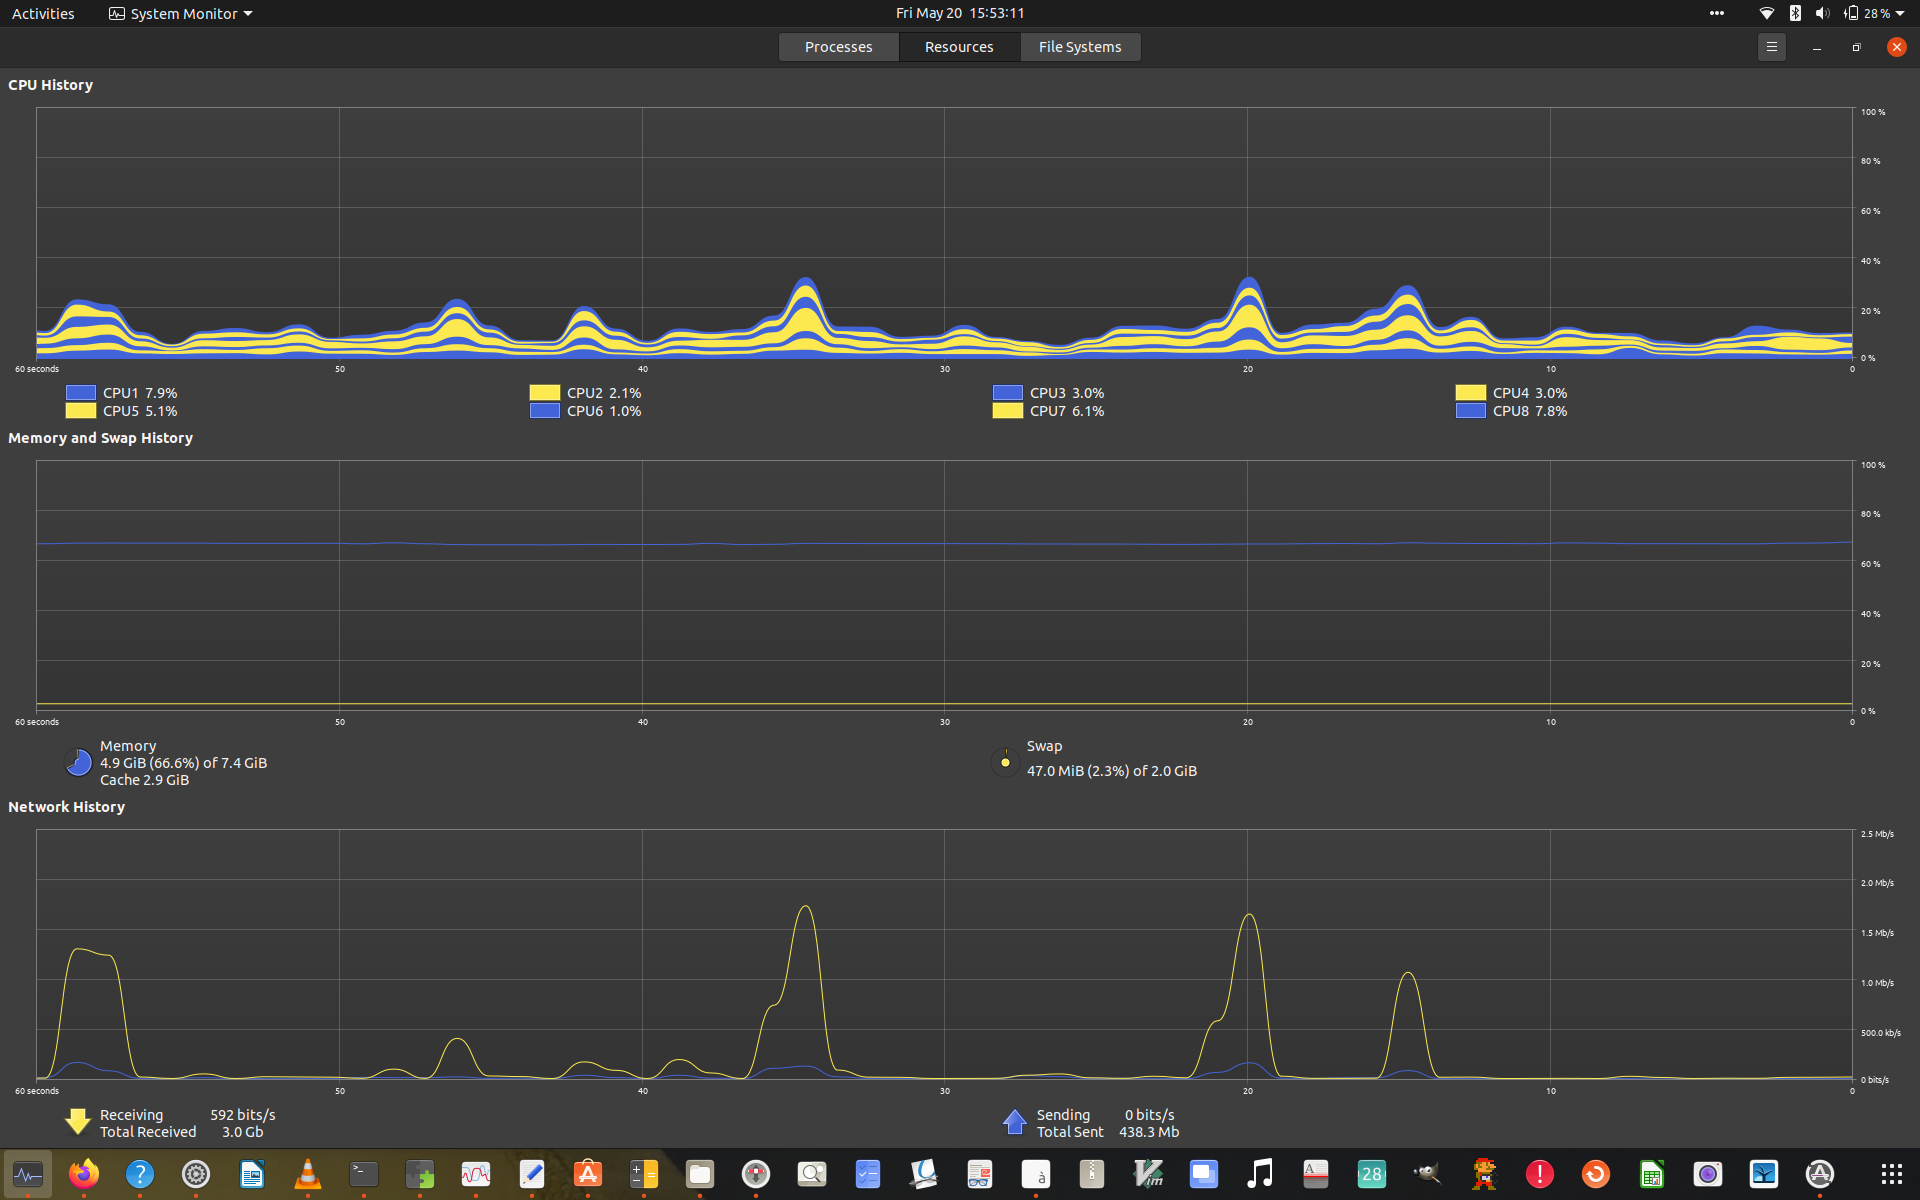 Activities System Monitor Fri May 20 15:53:11 28 %
Processes Resources File Systems
CPU History
100 %
80 %
60 %
40 %
20 %
0 %
60 seconds 50 40 30 20 10 0
CPU1 7.9% CPU2 2.1% CPU3 3.0% CPU4 3.0%
CPU5 5.1% CPU6 1.0% CPU7 6.1% CPU8 7.8%
Memory and Swap History
100 %
80 %
60 %
40 %
20 %
0 %
60 seconds 50 40 30 20 10 0
Memory
4.9 GiB (66.6%) of 7.4 GiB
Cache 2.9 GiB
Swap
47.0 MiB (2.3%) of 2.0 GiB
Network History
2.5 Mb/s
2.0 Mb/s
1.5 Mb/s
1.0 Mb/s
500.0 kb/s
0 bits/s
60 seconds 50 40 30 20 10 0
Receiving 592 bits/s
Total Received 3.0 Gb
Sending 0 bits/s
Total Sent 438.3 Mb
? >_ à Vim A 28